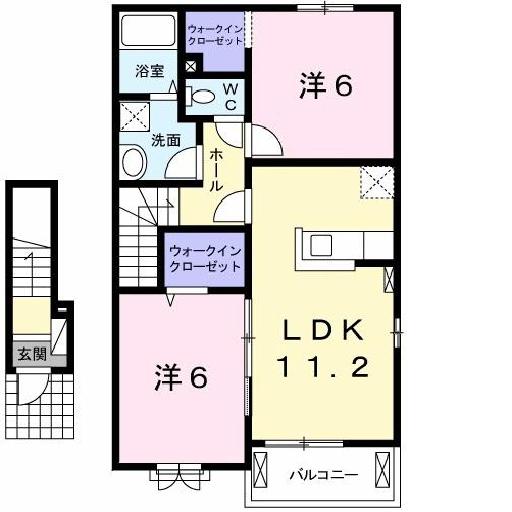 ウォークイン
クローゼット
浴室
WC
洋6
洗面
ホール
ウォークイン
クローゼット
LDK
11.2
玄関
洋6
バルコニー